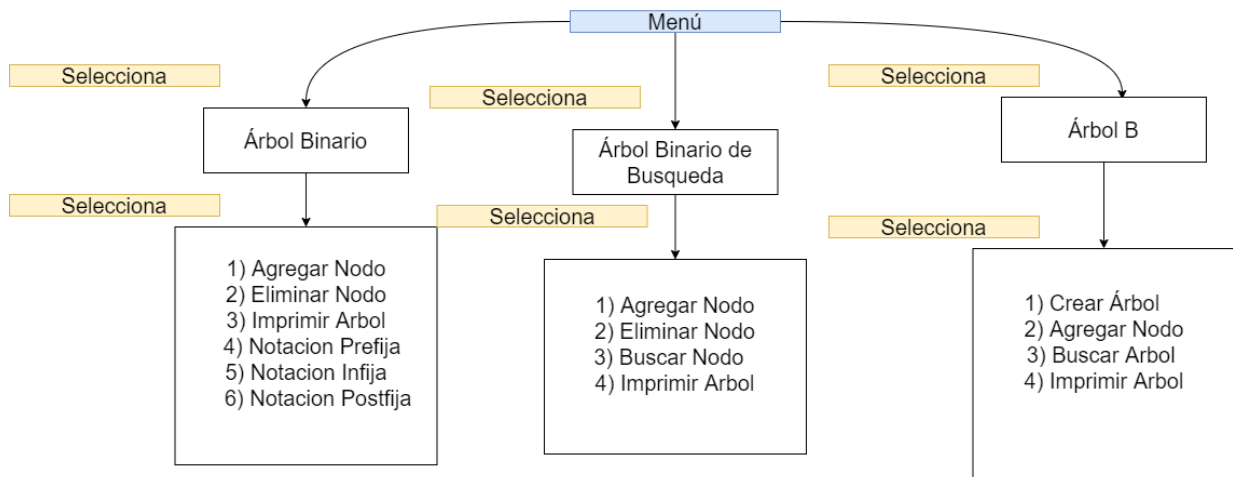 Menú
Selecciona
Selecciona
Selecciona
Árbol Binario
Árbol Binario de
Busqueda
Árbol B
Selecciona
Selecciona
Selecciona
1) Agregar Nodo
2) Eliminar Nodo
3) Imprimir Arbol
4) Notacion Prefija
5) Notacion Infija
6) Notacion Postfija
1) Agregar Nodo
2) Eliminar Nodo
3) Buscar Nodo
4) Imprimir Arbol
1) Crear Árbol
2) Agregar Nodo
3) Buscar Arbol
4) Imprimir Arbol